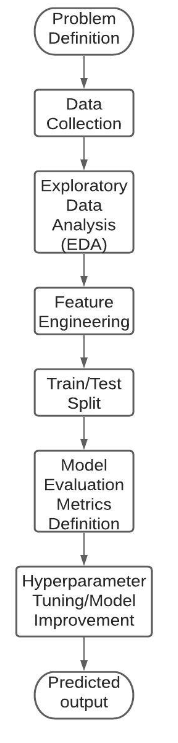 Problem
Definition
Data
Collection
Exploratory
Data
Analysis
(EDA)
Feature
Engineering
Train/Test
Split
Model
Evaluation
Metrics
Definition
Hyperparameter
Tuning/Model
Improvement
Predicted
output